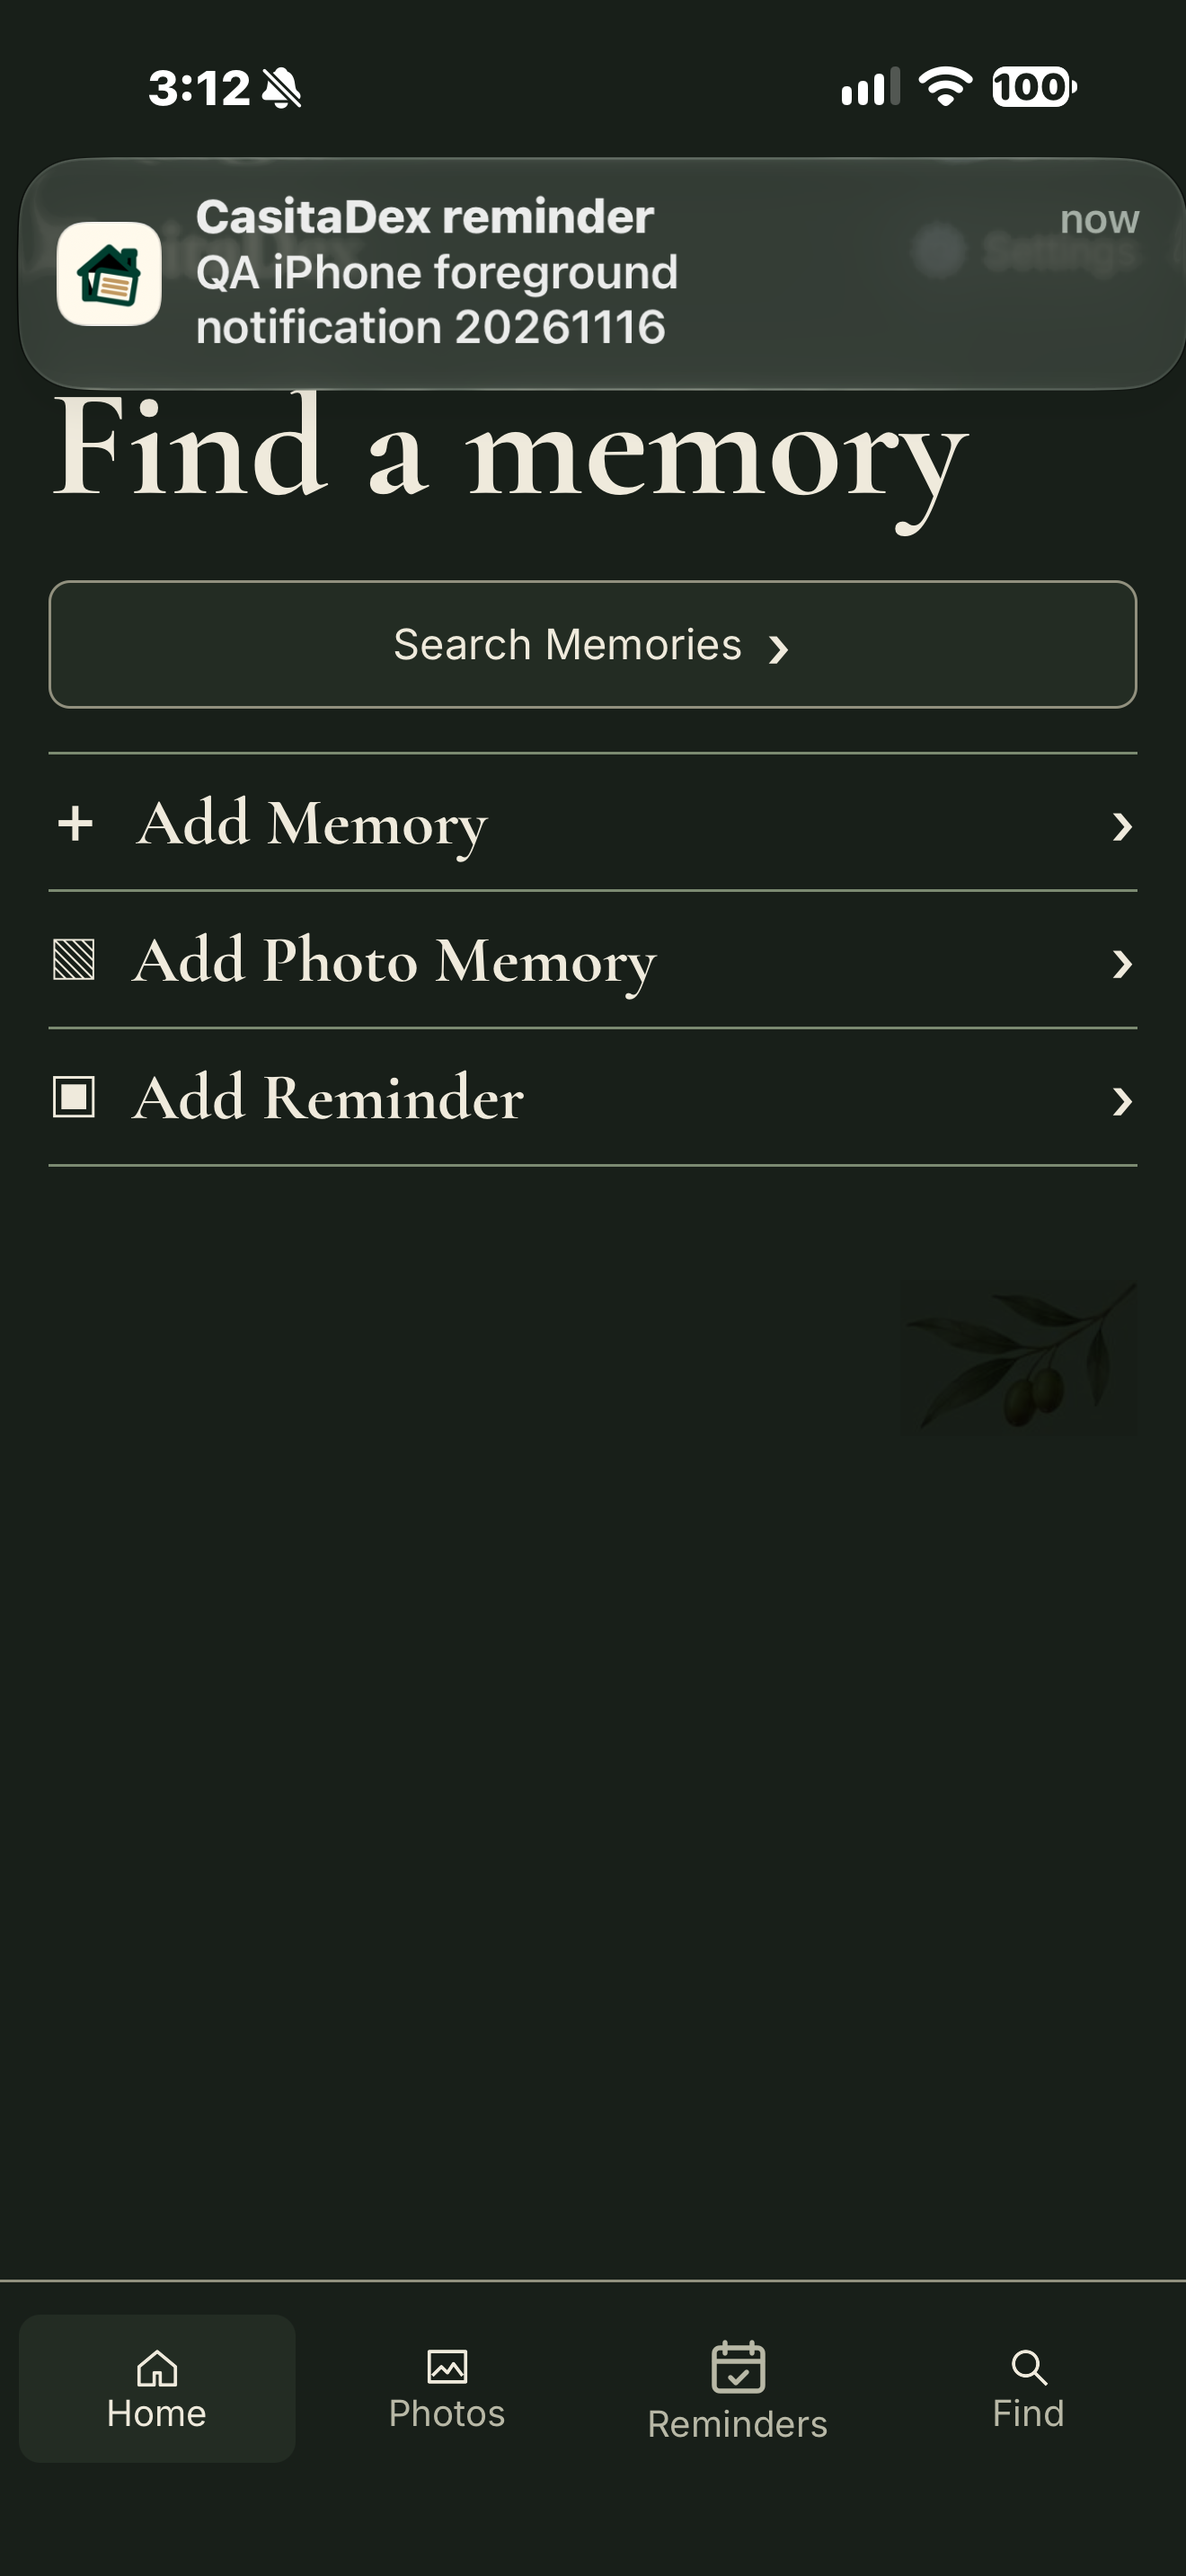 3:12
100
CasitaDex reminder
now
QA iPhone foreground
notification 20261116
Settings
Find a memory
Search Memories ›
+ Add Memory ›
▧ Add Photo Memory ›
▣ Add Reminder ›
Home
Photos
Reminders
Find